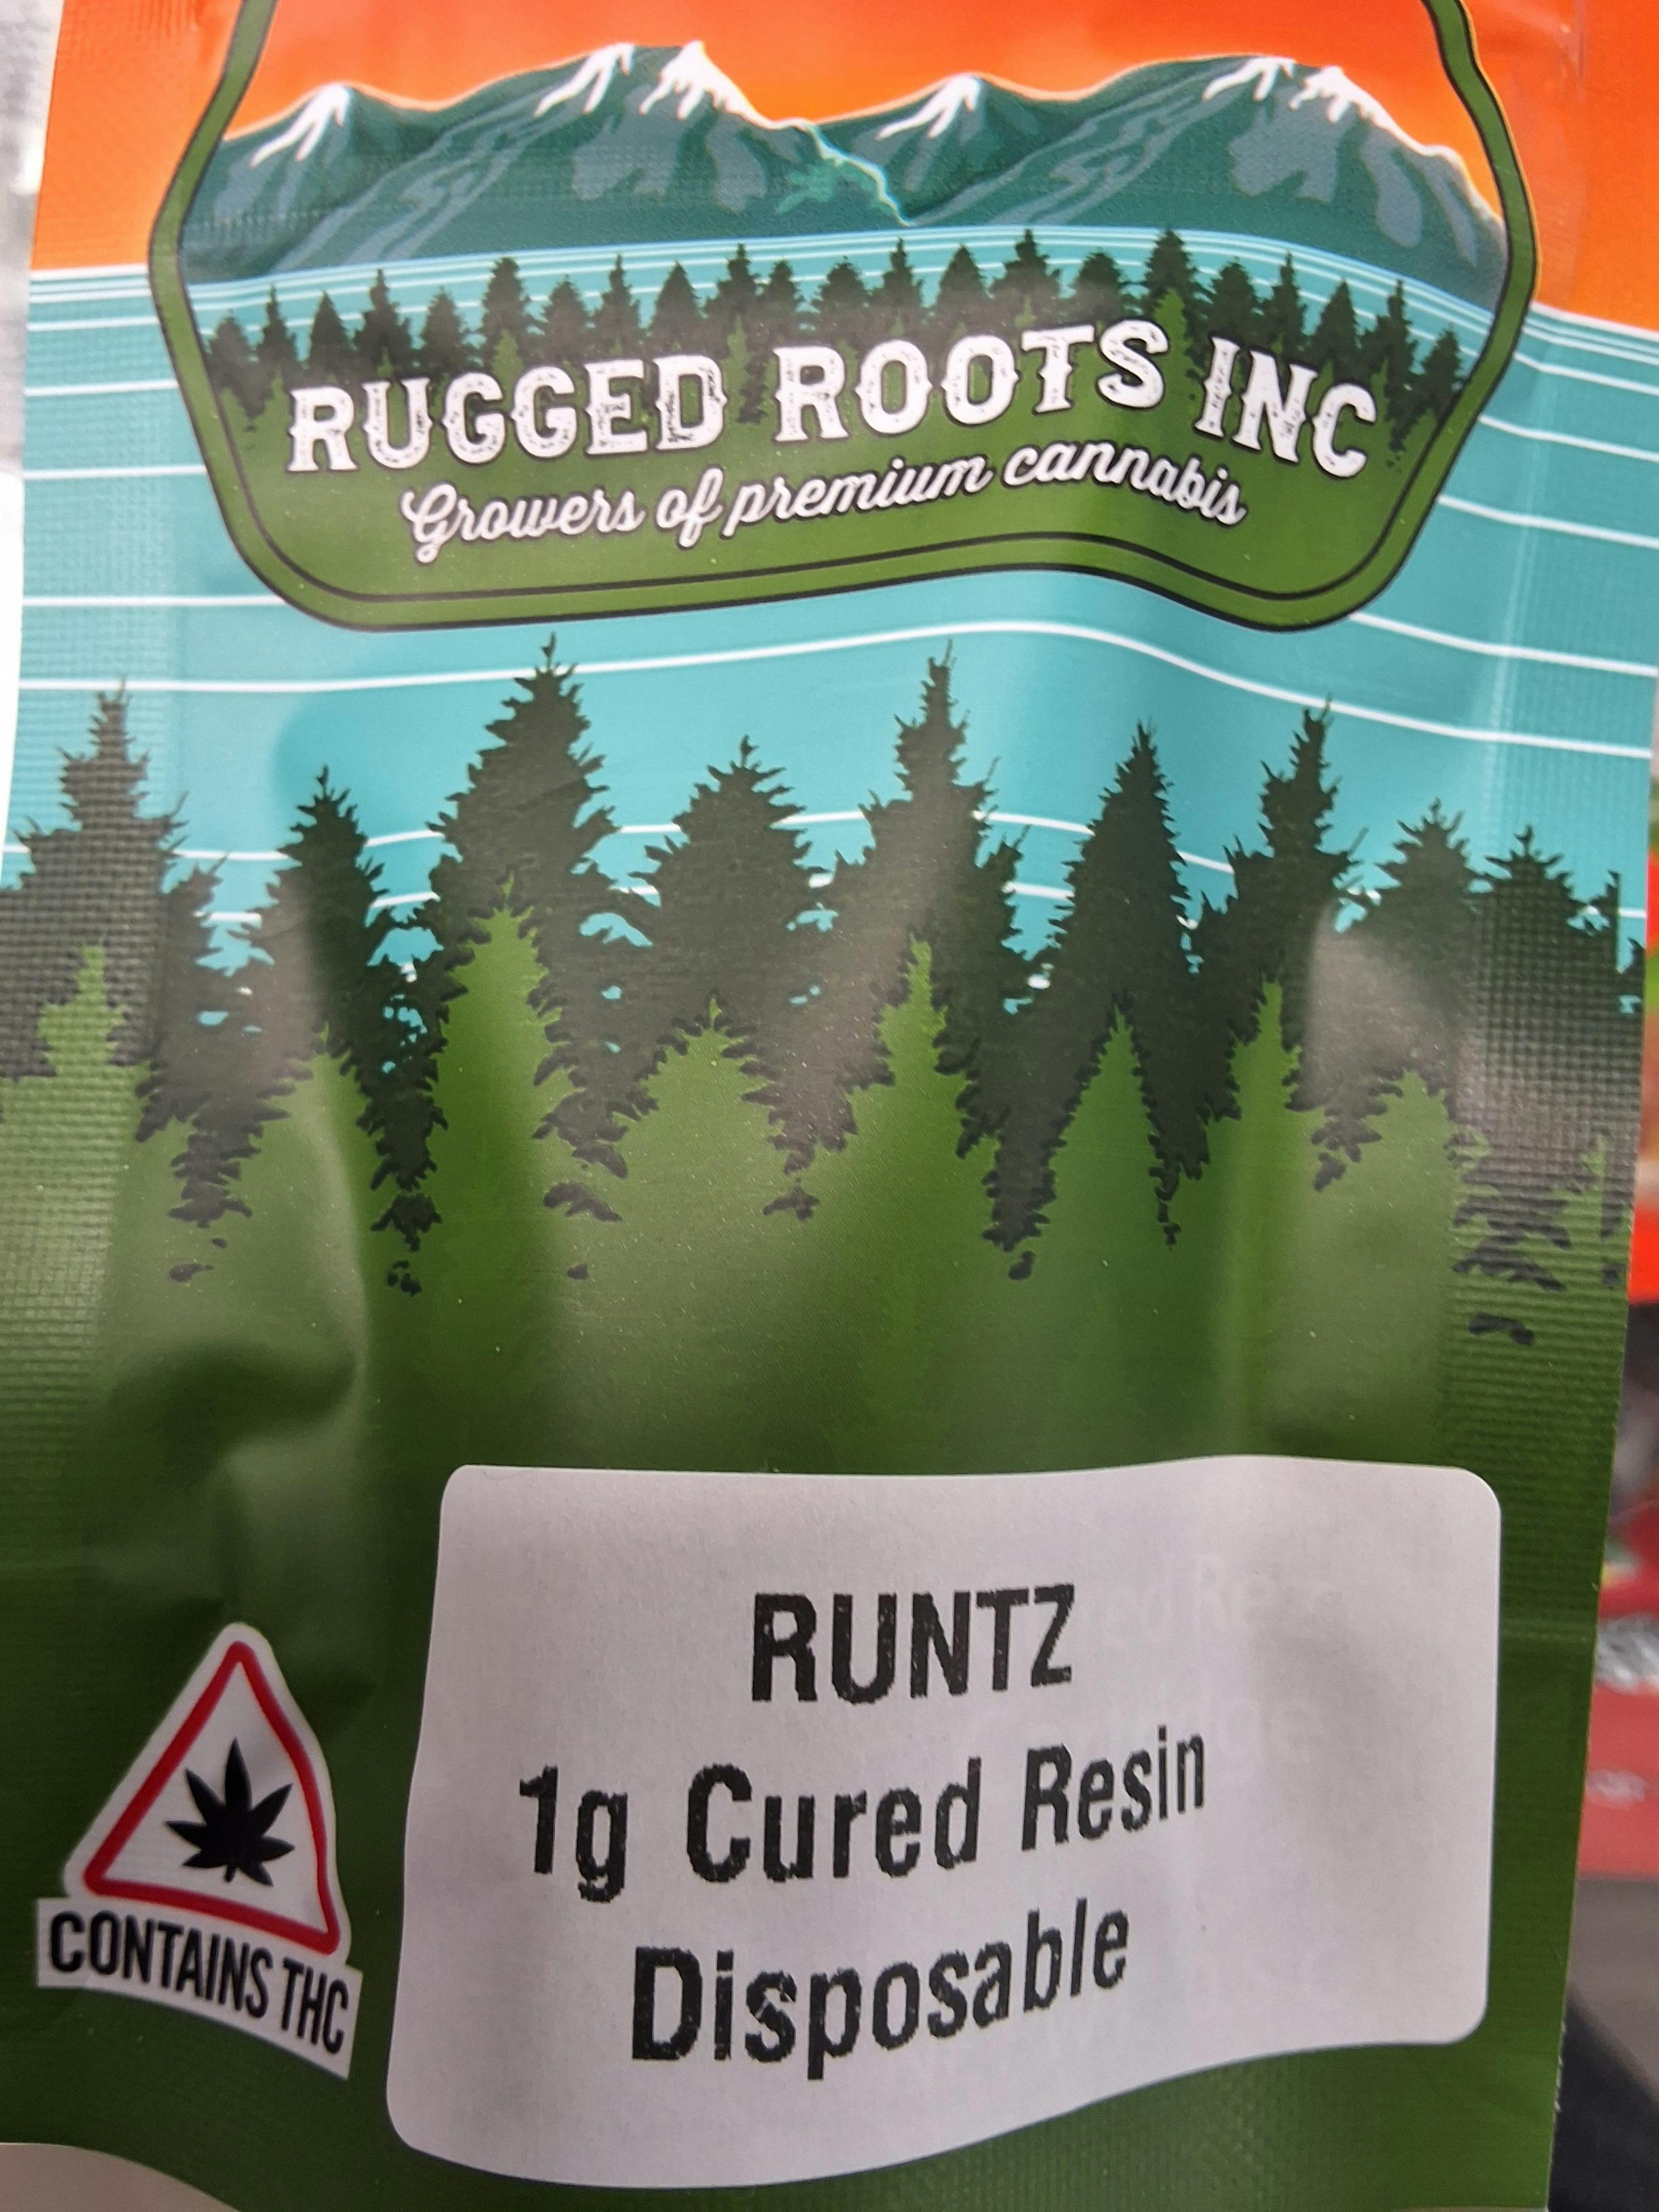 RUGGED ROOTS INC
Growers of premium cannabis
RUNTZ
1g Cured Resin
Disposable
CONTAINS THC